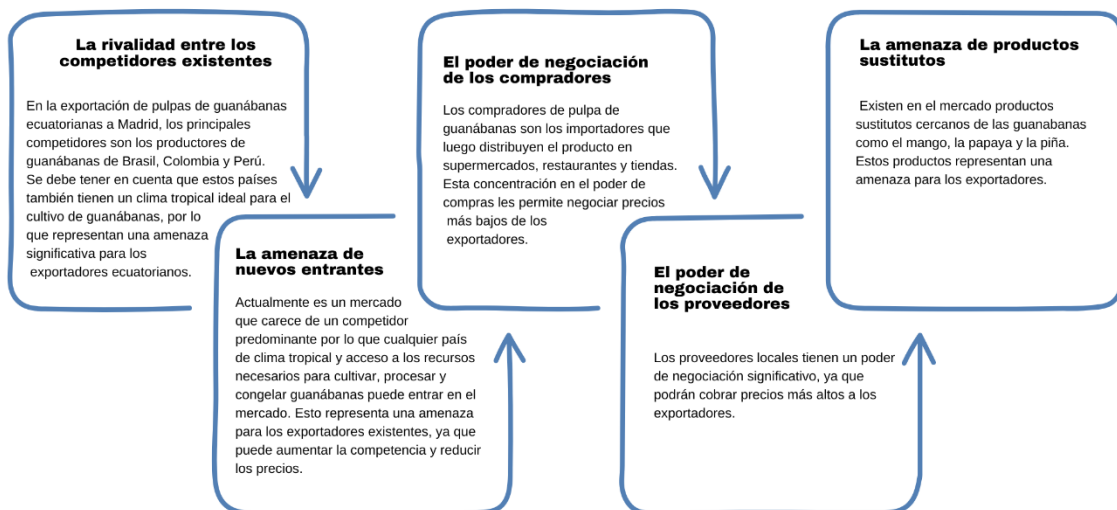 La rivalidad entre los
competidores existentes
En la exportación de pulpas de guanábanas
ecuatorianas a Madrid, los principales
competidores son los productores de
guanábanas de Brasil, Colombia y Perú.
Se debe tener en cuenta que estos países
también tienen un clima tropical ideal para el
cultivo de guanábanas, por lo
que representan una amenaza
significativa para los
exportadores ecuatorianos.
La amenaza de
nuevos entrantes
Actualmente es un mercado
que carece de un competidor
predominante por lo que cualquier país
de clima tropical y acceso a los recursos
necesarios para cultivar, procesar y
congelar guanábanas puede entrar en el
mercado. Esto representa una amenaza
para los exportadores existentes, ya que
puede aumentar la competencia y reducir
los precios.
El poder de negociación
de los compradores
Los compradores de pulpa de
guanábanas son los importadores que
luego distribuyen el producto en
supermercados, restaurantes y tiendas.
Esta concentración en el poder de
compras les permite negociar precios
más bajos de los
exportadores.
El poder de
negociación de
los proveedores
Los proveedores locales tienen un poder
de negociación significativo, ya que
podrán cobrar precios más altos a los
exportadores.
La amenaza de productos
sustitutos
Existen en el mercado productos
sustitutos cercanos de las guanabanas
como el mango, la papaya y la piña.
Estos productos representan una
amenaza para los exportadores.